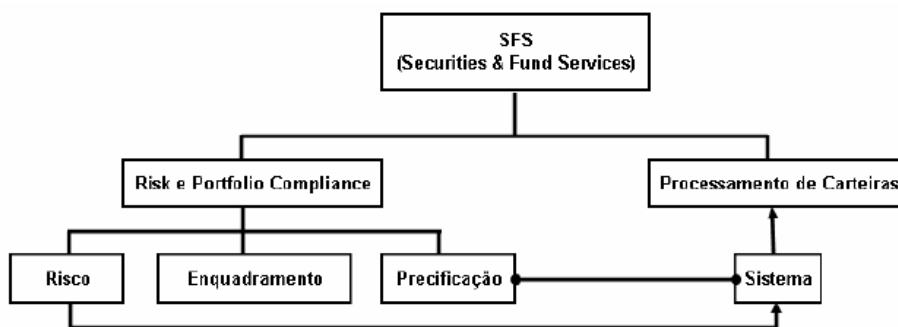 SFS
(Securities & Fund Services)
Risk e Portfolio Compliance
Processamento de Carteiras
Risco
Enquadramento
Precificação
Sistema